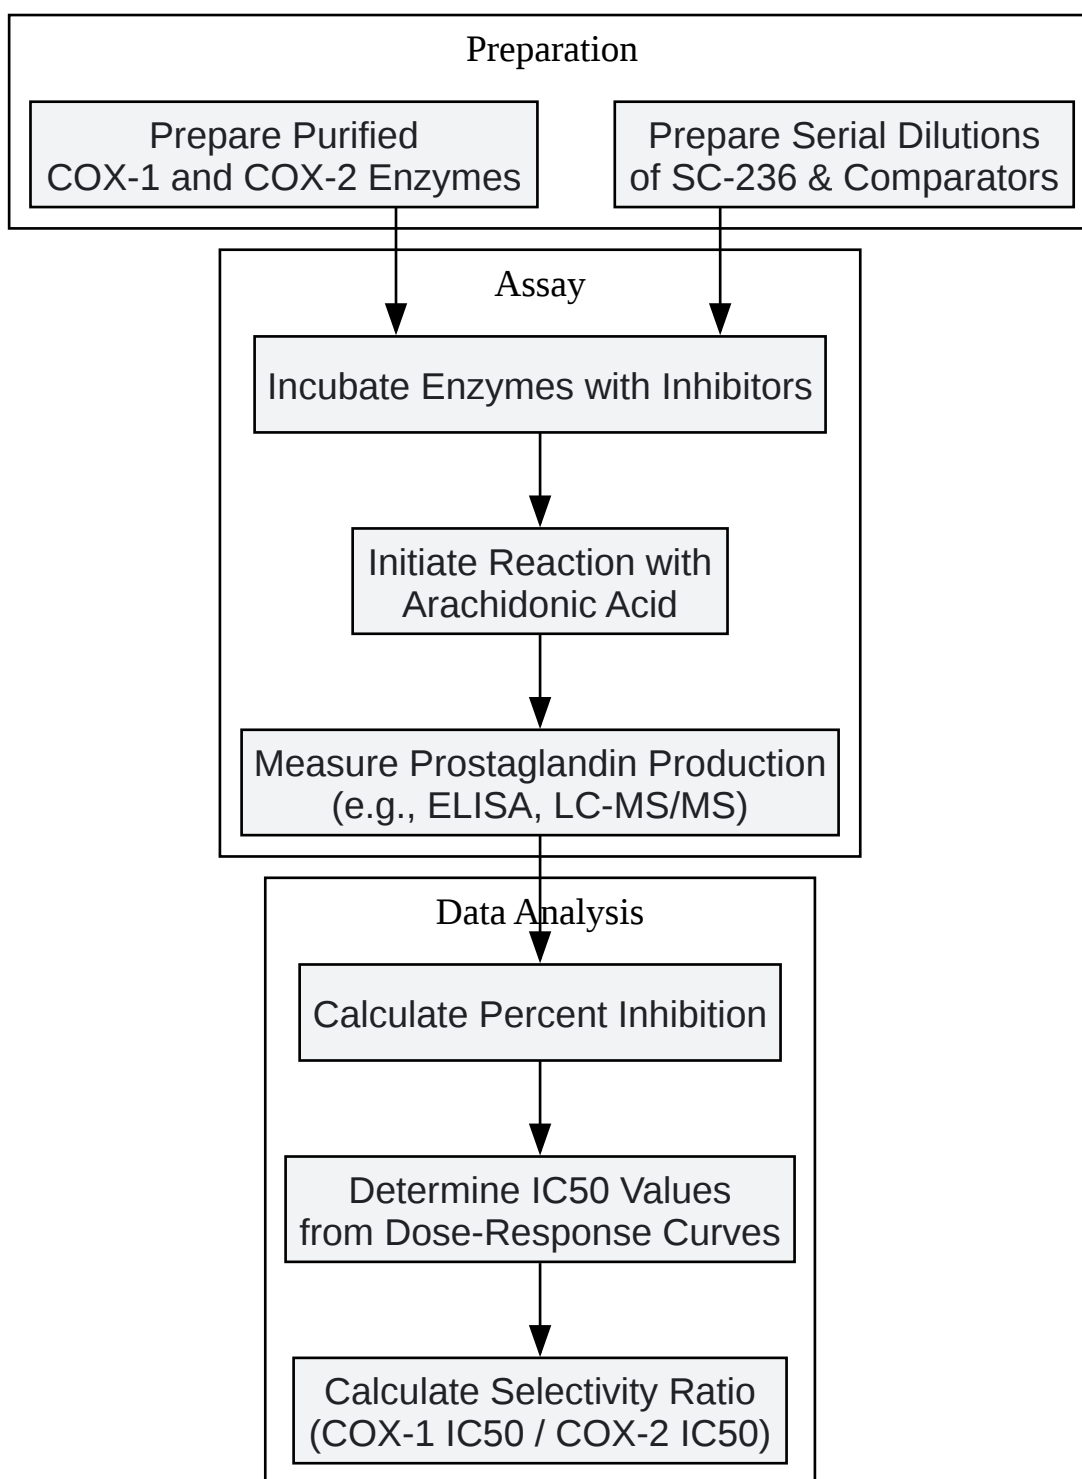 Preparation
Prepare Purified
COX-1 and COX-2 Enzymes
Prepare Serial Dilutions
of SC-236 & Comparators
Assay
Incubate Enzymes with Inhibitors
Initiate Reaction with
Arachidonic Acid
Measure Prostaglandin Production
(e.g., ELISA, LC-MS/MS)
Data Analysis
Calculate Percent Inhibition
Determine IC50 Values
from Dose-Response Curves
Calculate Selectivity Ratio
(COX-1 IC50 / COX-2 IC50)